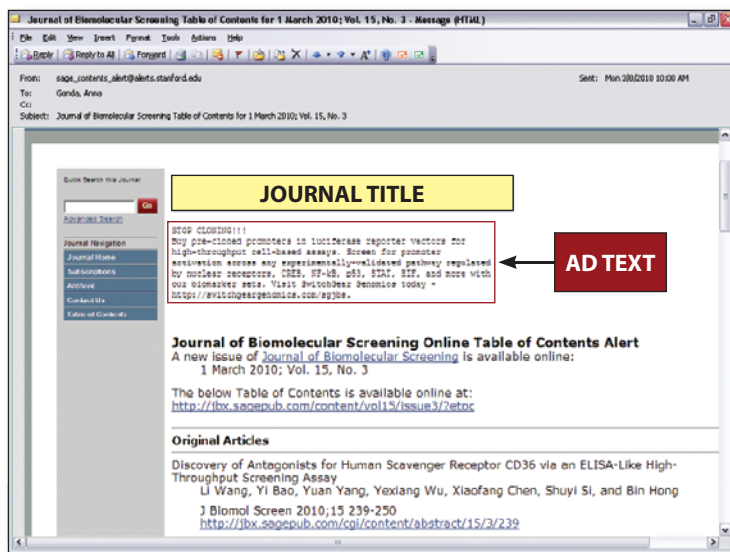 Journal of Biomolecular Screening Table of Contents for 1 March 2010; Vol. 15, No. 3 - Message (HTML)
File Edit View Insert Format Tools Actions Help
Reply Reply to All Forward
From: sage_contents_alert@alerts.stanford.edu Sent: Mon 3/8/2010 10:00 AM
To: Ganda, Anna
Cc:
Subject: Journal of Biomolecular Screening Table of Contents for 1 March 2010; Vol. 15, No. 3
Quick Search this Journal
Go
Advanced Search
Journal Navigation
Journal Home
Subscriptions
Archive
Contact Us
Table of Contents
JOURNAL TITLE
STOP CLONING!!!
Buy pre-cloned promoters in luciferase reporter vectors for
high-throughput cell-based assays. Screen for promoter
activation across any experimentally-validated pathway regulated
by nuclear receptors, CREB, NF-kB, p53, STAT, HIF, and more with
our biomarker sets. Visit SwitchGear Genomics today -
http://switchgeargenomics.com/sgjbs.
AD TEXT
Journal of Biomolecular Screening Online Table of Contents Alert
A new issue of Journal of Biomolecular Screening is available online:
1 March 2010; Vol. 15, No. 3
The below Table of Contents is available online at:
http://jbx.sagepub.com/content/vol15/issue3/?etoc
Original Articles
Discovery of Antagonists for Human Scavenger Receptor CD36 via an ELISA-Like High-
Throughput Screening Assay
Li Wang, Yi Bao, Yuan Yang, Yexiang Wu, Xiaofang Chen, Shuyi Si, and Bin Hong
J Biomol Screen 2010;15 239-250
http://jbx.sagepub.com/cgi/content/abstract/15/3/239